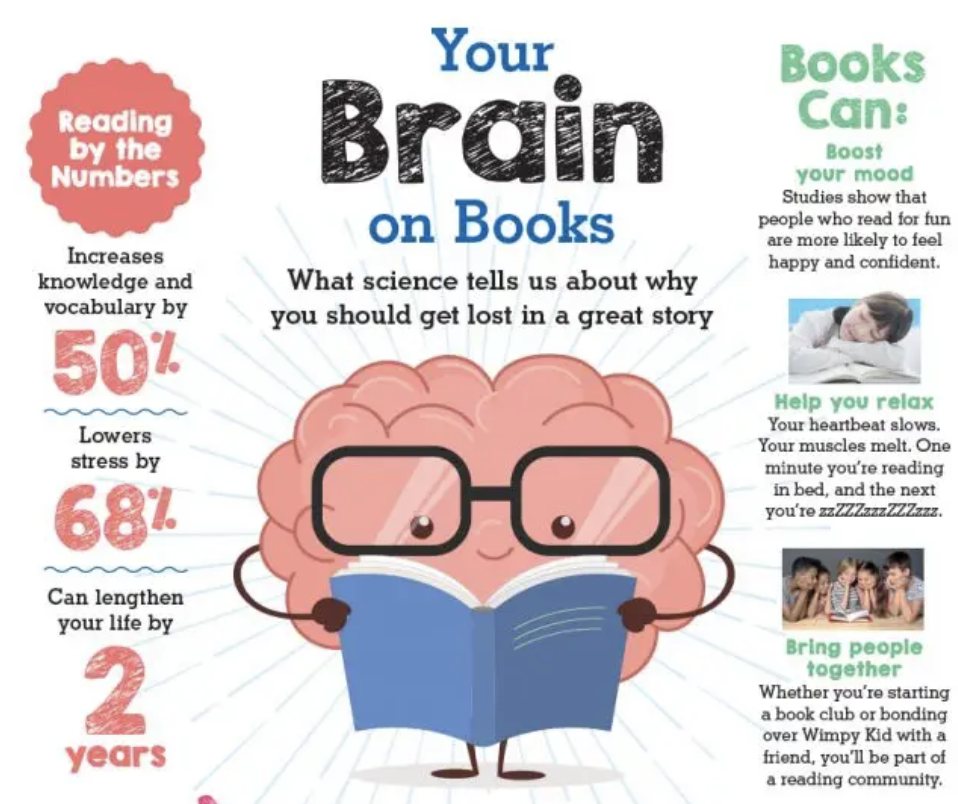 Your
Brain
on Books
What science tells us about why
you should get lost in a great story
Reading
by the
Numbers
Increases
knowledge and
vocabulary by
50%
Lowers
stress by
68%
Can lengthen
your life by
2
years
Books
Can:
Boost
your mood
Studies show that
people who read for fun
are more likely to feel
happy and confident.
Help you relax
Your heartbeat slows.
Your muscles melt. One
minute you're reading
in bed, and the next
you're zzZZZzzzZZZzzz.
Bring people
together
Whether you're starting
a book club or bonding
over Wimpy Kid with a
friend, you'll be part of
a reading community.